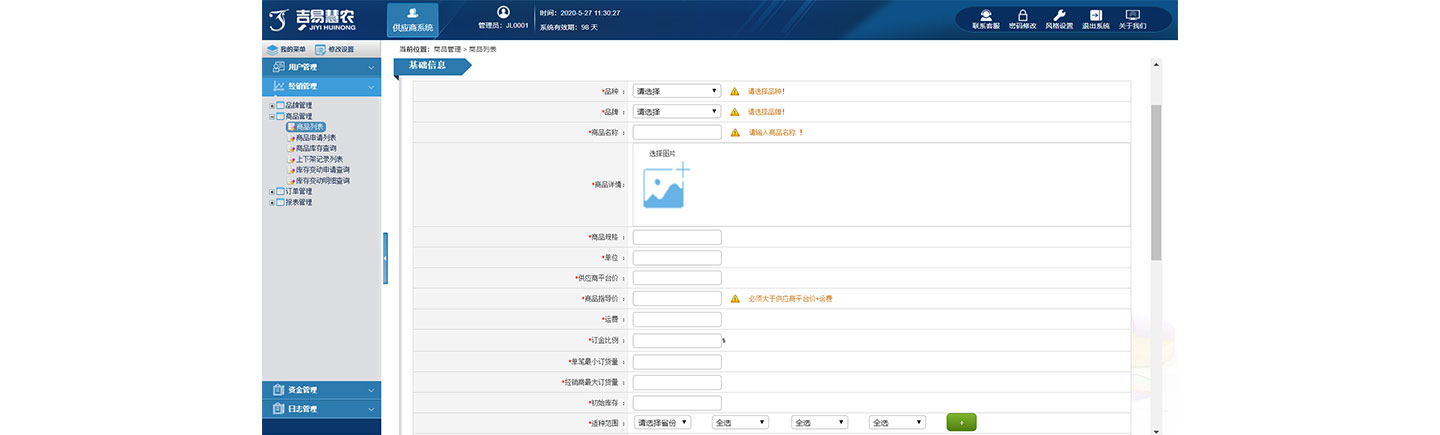 吉易慧农
JIYI HUINONG
供应商系统
管理员：JL0001
时间：2020-5-27 11:30:27
系统有效期：98 天
联系客服 密码修改 风格设置 退出系统 关于我们
我的菜单 修改设置
用户管理
经销管理
品牌管理
商品管理
商品列表
商品申请列表
商品库存查询
上下架记录列表
库存变动申请查询
库存变动明细查询
订单管理
报表管理
资金管理
日志管理
当前位置：商品管理 > 商品列表
基础信息
*品种 ： 请选择 请选择品种!
*品牌 ： 请选择 请选择品牌!
*商品名称 ： 请输入商品名称 ！
选择图片
*商品详情：
*商品规格 ：
*单位 ：
*供应商平台价 ：
*商品指导价 ： 必须大于供应商平台价+运费
*运费 ：
*订金比例 ： %
*单笔最小订货量 ：
*经销商最大订货量 ：
*初始库存 ：
*适种范围 ： 请选择省份 全选 全选 全选 +